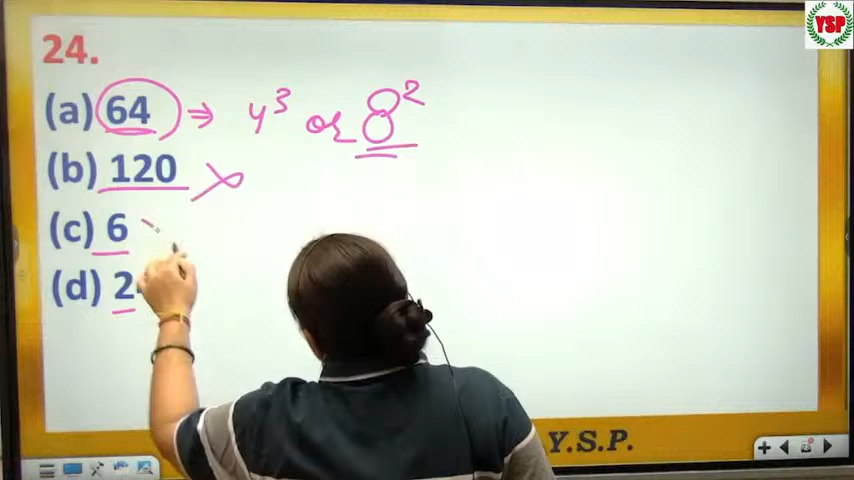 YSP
24.
(a) 64 ⇒ 4³ or 8²
(b) 120 ×
(c) 6
(d) 2
Y.S.P.